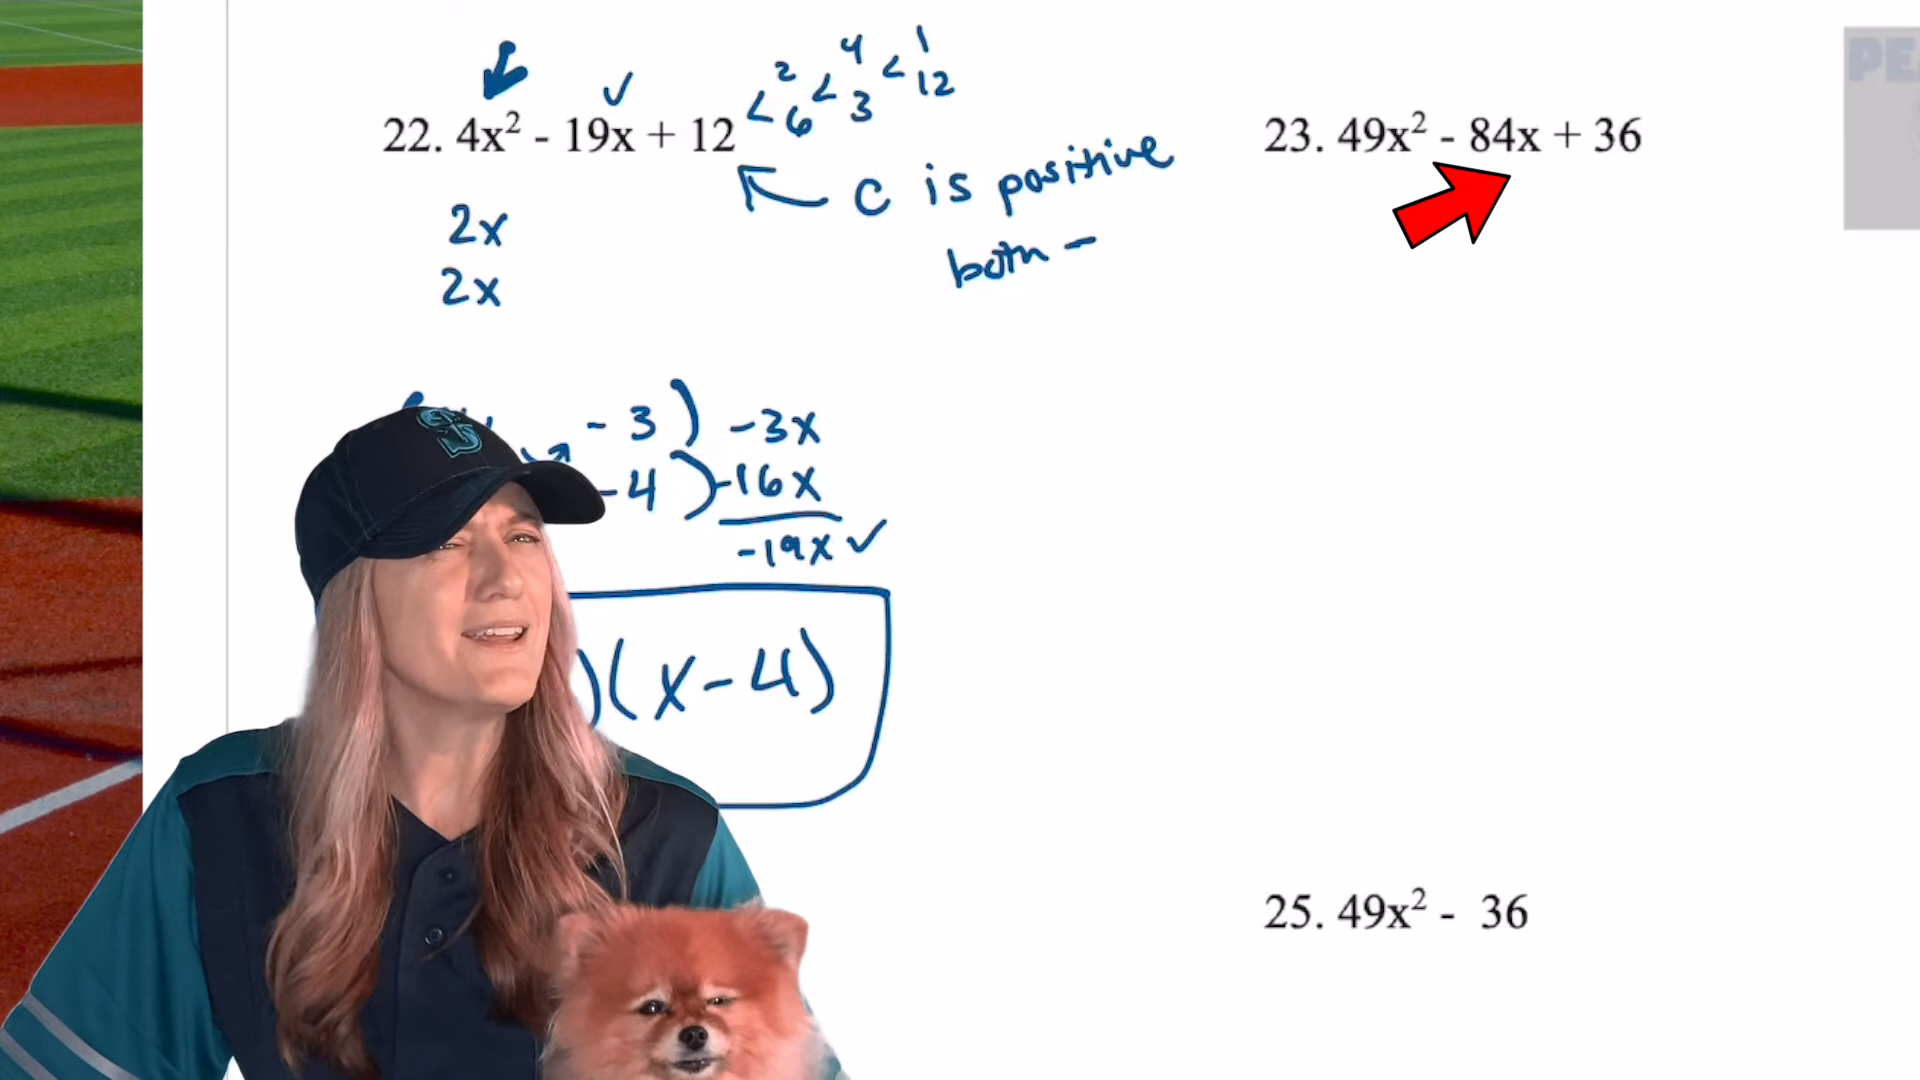 22. 4x² - 19x + 12 < 2 6 < 4 3 < 1 12
✓
C is positive
both -
2x
2x
- 3) -3x
- 4) -16x
-19x ✓
)(x-4)
23. 49x² - 84x + 36
25. 49x² - 36
PE
S